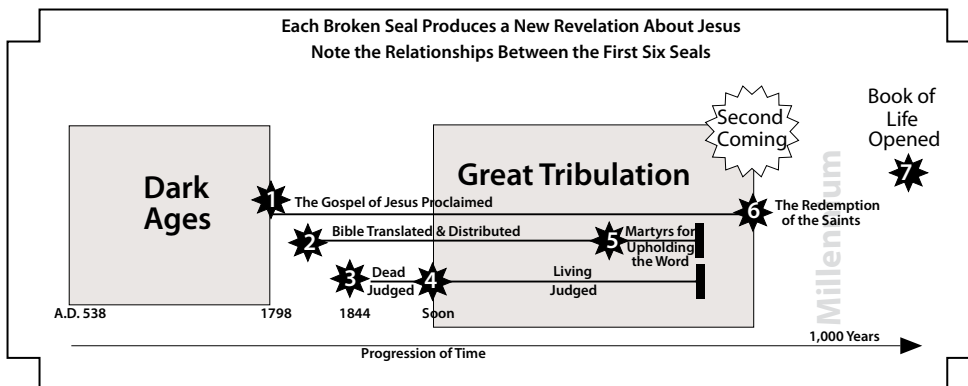 Each Broken Seal Produces a New Revelation About Jesus
Note the Relationships Between the First Six Seals
Book of
Life
Opened
7
Second
Coming
Dark
Ages
Great Tribulation
1
The Gospel of Jesus Proclaimed
6
The Redemption
of the Saints
2
Bible Translated & Distributed
5
Martyrs for
Upholding
the Word
3
Dead
Judged
4
Living
Judged
Millennium
A.D. 538
1798
1844
Soon
1,000 Years
Progression of Time